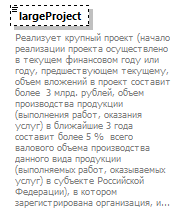 largeProject
Реализует крупный проект (начало
реализации проекта осуществлено
в текущем финансовом году или
году, предшествующем текущему,
объем вложений в проект составит
более  3 млрд. рублей, объем
производства продукции
(выполнения работ, оказания
услуг) в ближайшие 3 года
составит более 5 %  всего
валового объема производства
данного вида продукции
(выполняемых работ, оказываемых
услуг) в субъекте Российской
Федерации), в котором
зарегистрирована организация, и...